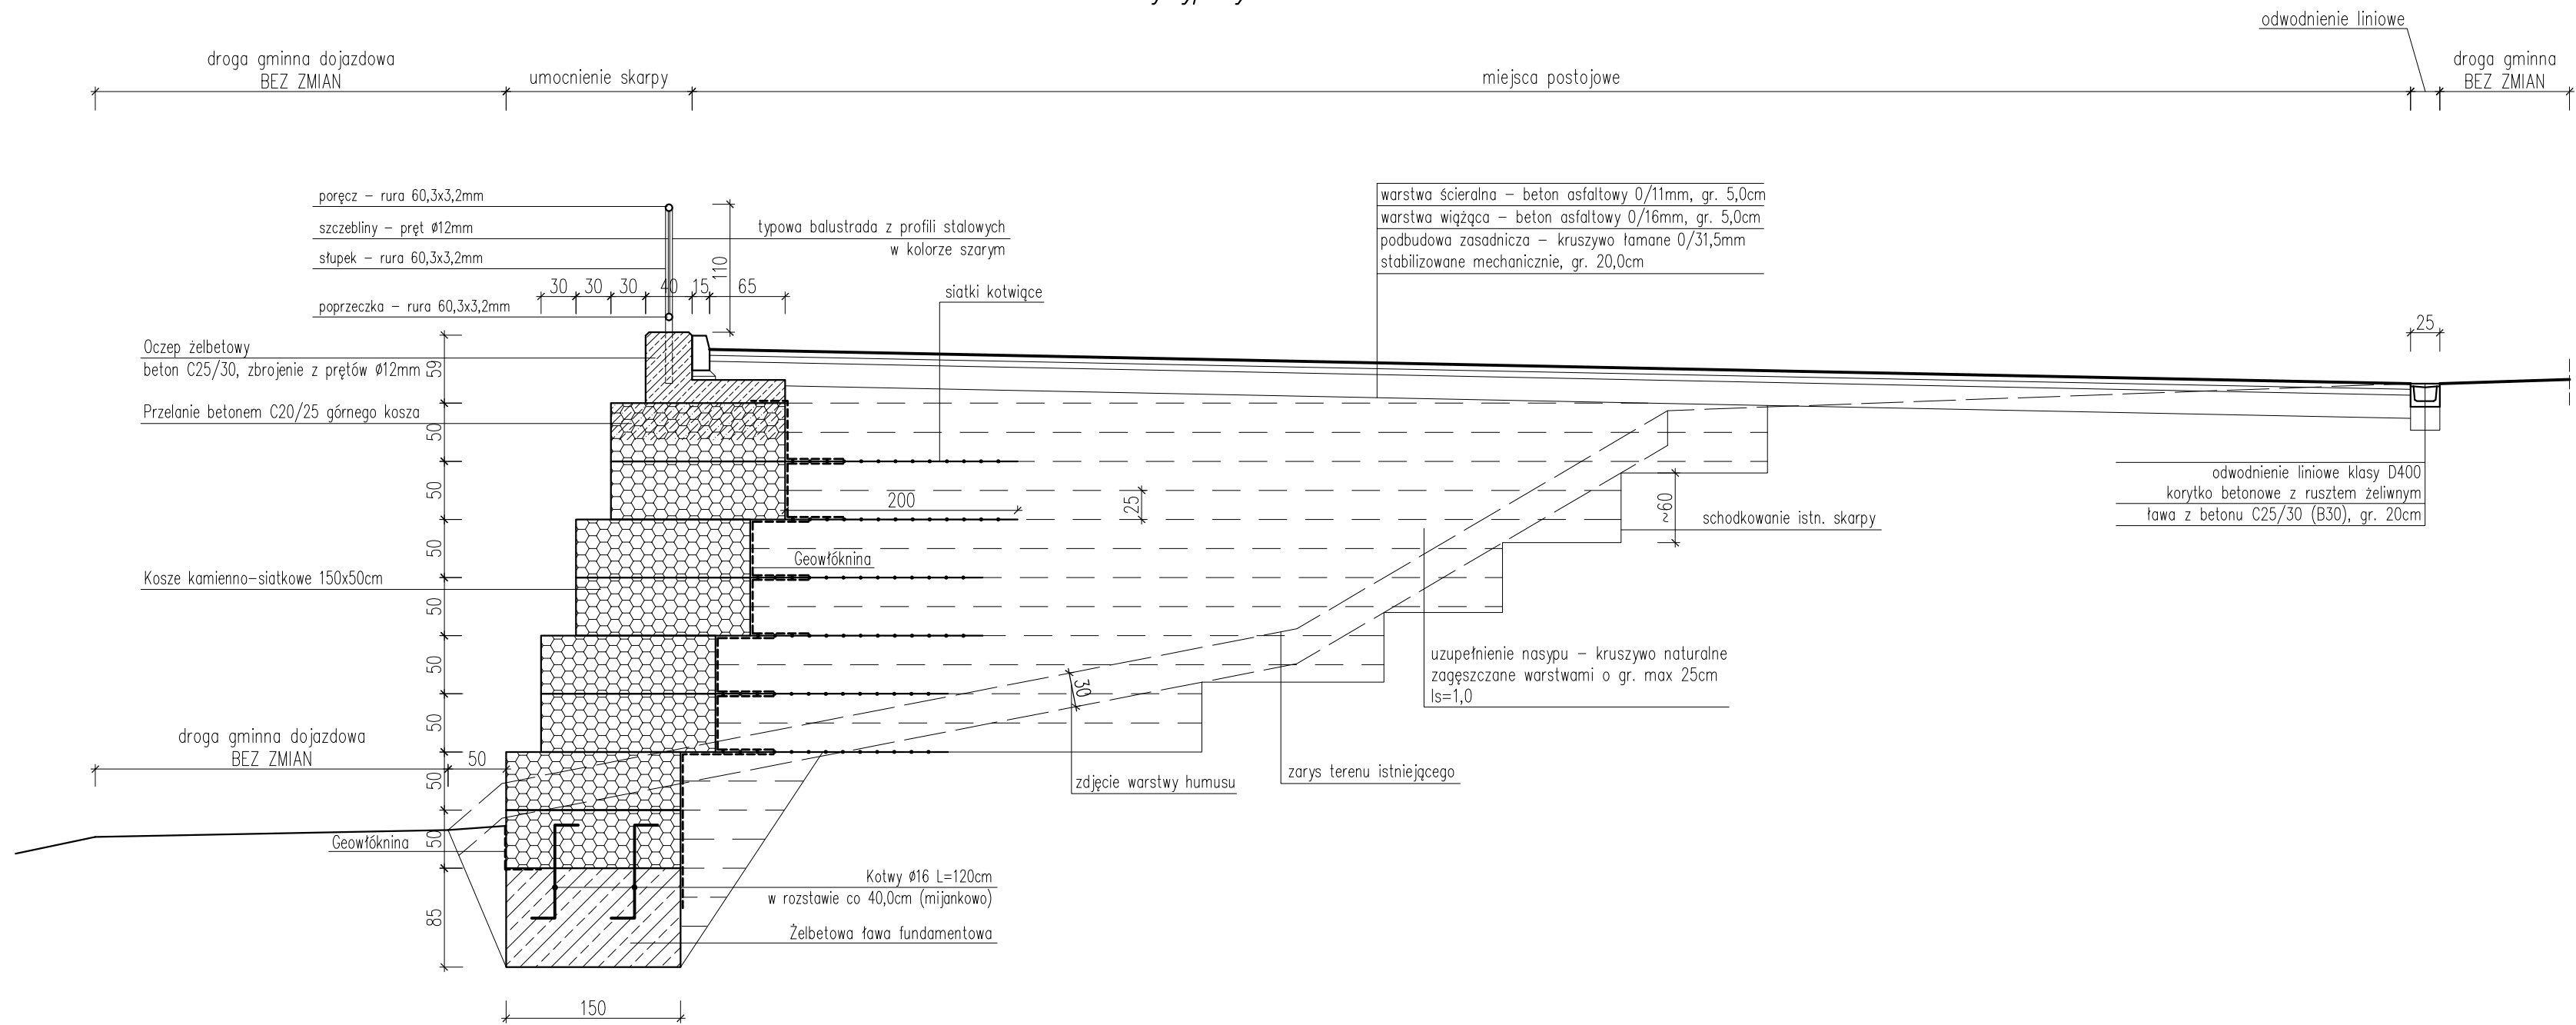 odwodnienie liniowe
droga gminna dojazdowa
BEZ ZMIAN
umocnienie skarpy
miejsca postojowe
droga gminna
BEZ ZMIAN
poręcz – rura 60,3x3,2mm
szczebliny – pręt ø12mm
słupek – rura 60,3x3,2mm
poprzeczka – rura 60,3x3,2mm
typowa balustrada z profili stalowych
w kolorze szarym
110
30 30 30 40 15 65
siatki kotwiące
warstwa ścieralna – beton asfaltowy 0/11mm, gr. 5,0cm
warstwa wiążąca – beton asfaltowy 0/16mm, gr. 5,0cm
podbudowa zasadnicza – kruszywo łamane 0/31,5mm
stabilizowane mechanicznie, gr. 20,0cm
25
Oczep żelbetowy
beton C25/30, zbrojenie z prętów ø12mm
59
Przelanie betonem C20/25 górnego kosza
50
50
200
25
~60
schodkowanie istn. skarpy
odwodnienie liniowe klasy D400
korytko betonowe z rusztem żeliwnym
ława z betonu C25/30 (B30), gr. 20cm
50
Geowłóknina
Kosze kamienno-siatkowe 150x50cm
50
50
30
uzupełnienie nasypu – kruszywo naturalne
zagęszczane warstwami o gr. max 25cm
Is=1,0
50
droga gminna dojazdowa
BEZ ZMIAN
50
50
zdjęcie warstwy humusu
zarys terenu istniejącego
50
Geowłóknina
Kotwy ø16 L=120cm
w rozstawie co 40,0cm (mijankowo)
85
Żelbetowa ława fundamentowa
150